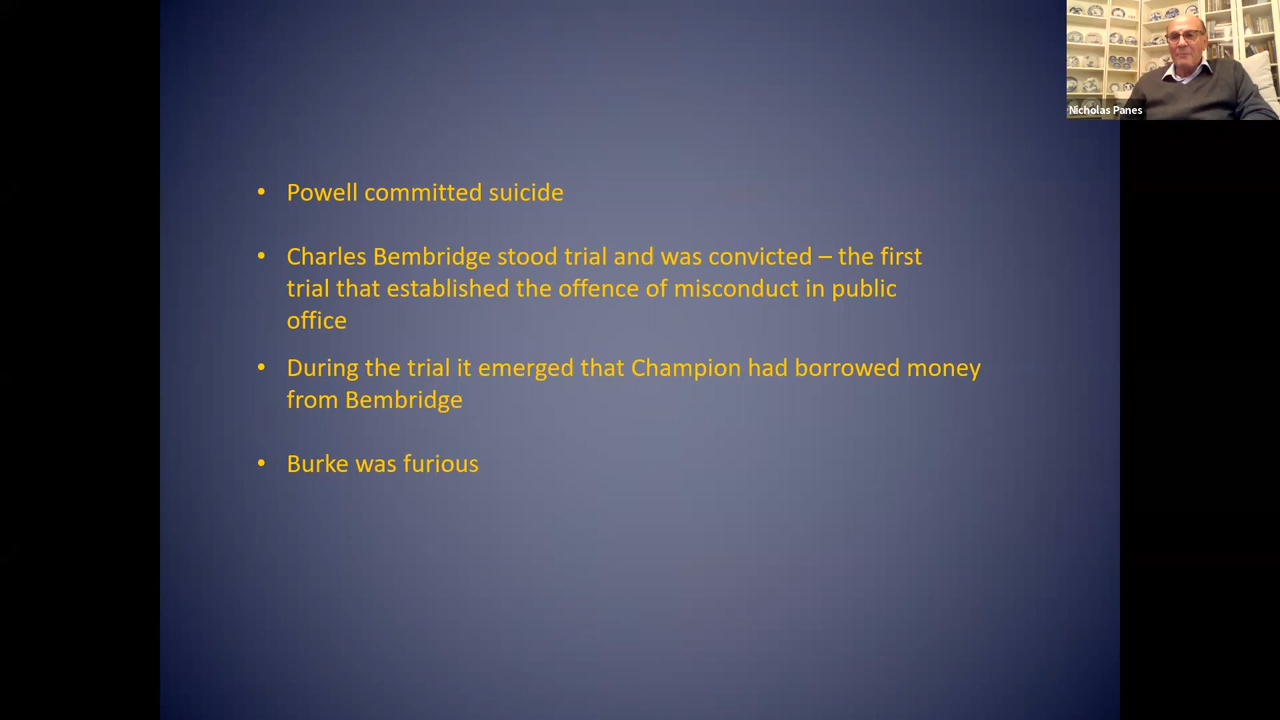 Nicholas Panes
• Powell committed suicide
• Charles Bembridge stood trial and was convicted – the first
trial that established the offence of misconduct in public
office
• During the trial it emerged that Champion had borrowed money
from Bembridge
• Burke was furious